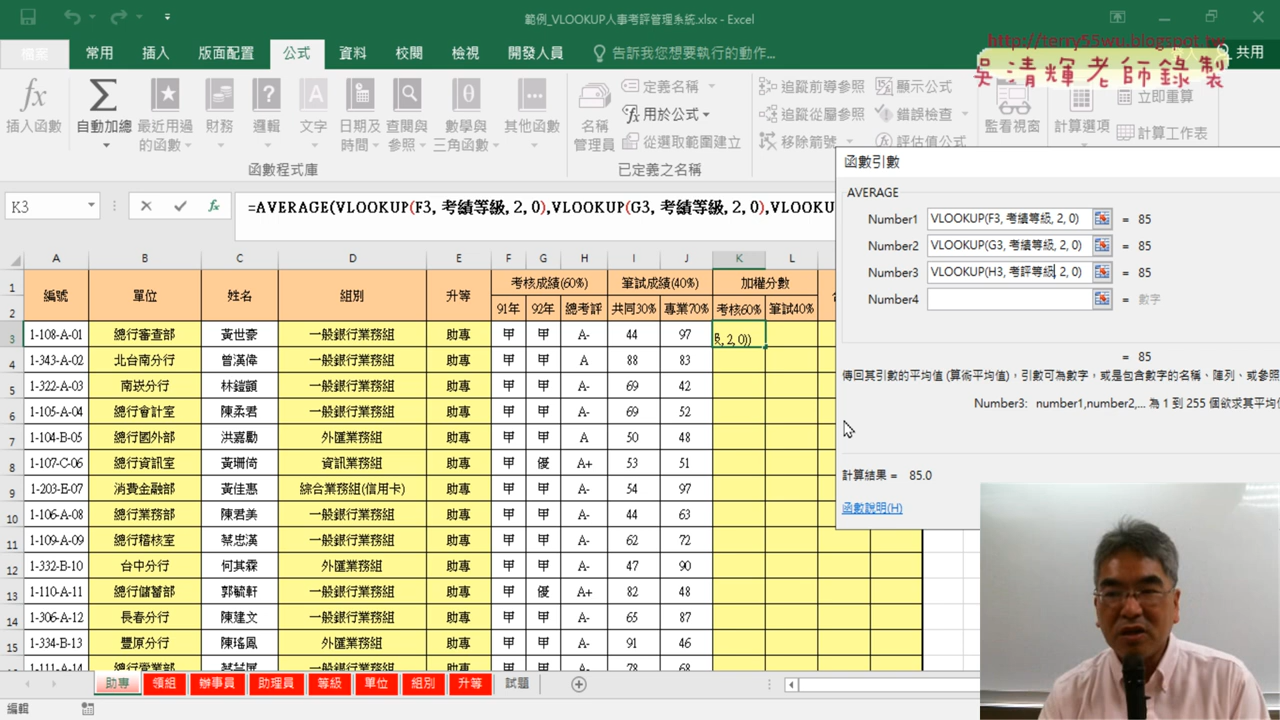 範例_VLOOKUP人事考評管理系統.xlsx - Excel
http://terry55wu.blogspot.tw
吳清輝老師錄製
檔案 常用 插入 版面配置 公式 資料 校閱 檢視 開發人員 告訴我您想要執行的動作... 共用
插入函數 自動加總 最近用過的函數 財務 邏輯 文字 日期及時間 查閱與參照 數學與三角函數 其他函數
函數程式庫
名稱管理員 定義名稱 用於公式 從選取範圍建立
已定義之名稱
追蹤前導參照 追蹤從屬參照 移除箭號 顯示公式 錯誤檢查 評估值公式
監看視窗 計算選項 立即重算 計算工作表
K3 =AVERAGE(VLOOKUP(F3, 考績等級, 2, 0),VLOOKUP(G3, 考績等級, 2, 0),VLOOKU
A B C D E F G H I J K L
1 編號 單位 姓名 組別 升等 考核成績(60%) 筆試成績(40%) 加權分數
2 91年 92年 總考評 共同30% 專業70% 考核60% 筆試40%
3 1-108-A-01 總行審查部 黃世豪 一般銀行業務組 助專 甲 甲 A- 44 97 及, 2, 0))
4 1-343-A-02 北台南分行 曾漢偉 一般銀行業務組 助專 甲 甲 A 88 83
5 1-322-A-03 南崁分行 林鎧顗 一般銀行業務組 助專 甲 甲 A- 69 42
6 1-105-A-04 總行會計室 陳柔君 一般銀行業務組 助專 甲 甲 A- 69 52
7 1-104-B-05 總行國外部 洪嘉勵 外匯業務組 助專 甲 甲 A 50 48
8 1-107-C-06 總行資訊室 黃珊倚 資訊業務組 助專 甲 優 A+ 53 51
9 1-203-E-07 消費金融部 黃佳惠 綜合業務組(信用卡) 助專 甲 甲 A- 54 97
10 1-106-A-08 總行業務部 陳君美 一般銀行業務組 助專 甲 甲 A- 44 63
11 1-109-A-09 總行稽核室 蔡忠漢 一般銀行業務組 助專 甲 甲 A- 62 72
12 1-332-B-10 台中分行 何其霖 外匯業務組 助專 甲 甲 A- 47 90
13 1-110-A-11 總行儲蓄部 郭毓軒 一般銀行業務組 助專 甲 優 A+ 82 48
14 1-306-A-12 長春分行 陳建文 一般銀行業務組 助專 甲 甲 A- 65 87
15 1-334-B-13 豐原分行 陳瑤鳳 外匯業務組 助專 甲 甲 A- 91 46
1-111-A-14 總行營業部 一般銀行業務組 助專 甲 甲 A- 78 68
函數引數
AVERAGE
Number1 VLOOKUP(F3, 考績等級, 2, 0) = 85
Number2 VLOOKUP(G3, 考績等級, 2, 0) = 85
Number3 VLOOKUP(H3, 考評等級, 2, 0) = 85
Number4 = 數字
= 85
傳回其引數的平均值 (算術平均值)，引數可為數字，或是包含數字的名稱、陣列、或參照
Number3: number1,number2,... 為 1 到 255 個欲求其平均值
計算結果 = 85.0
函數說明(H)
助專 領組 辦事員 助理員 等級 單位 組別 升等 試題
編輯